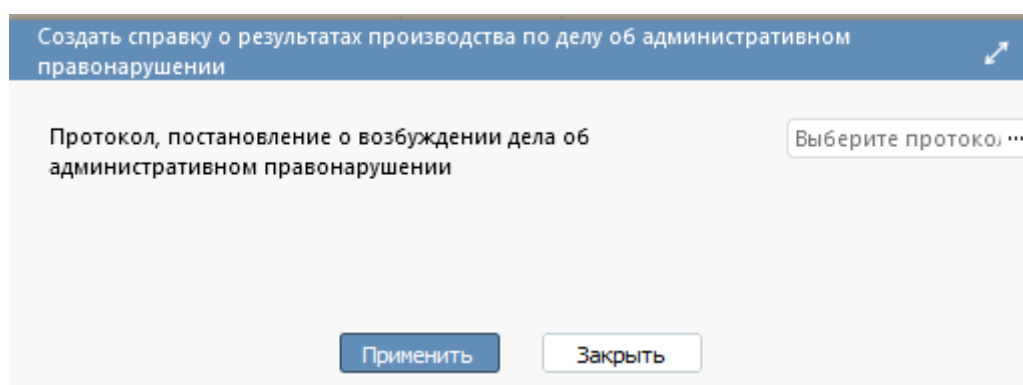 Создать справку о результатах производства по делу об административном
правонарушении
Протокол, постановление о возбуждении дела об
административном правонарушении
Выберите протокол ...
Применить
Закрыть